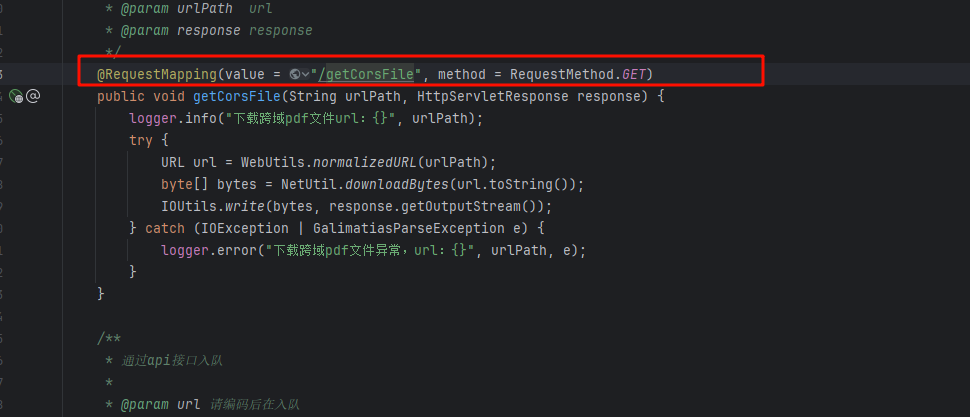 * @param urlPath  url
* @param response response
*/
@RequestMapping(value = "/getCorsFile", method = RequestMethod.GET)
public void getCorsFile(String urlPath, HttpServletResponse response) {
logger.info("下载跨域pdf文件url: {}", urlPath);
try {
URL url = WebUtils.normalizedURL(urlPath);
byte[] bytes = NetUtil.downloadBytes(url.toString());
IOUtils.write(bytes, response.getOutputStream());
} catch (IOException | GalimatiasParseException e) {
logger.error("下载跨域pdf文件异常，url: {}", urlPath, e);
}
}
/**
* 通过api接口入队
*
* @param url 请编码后在入队